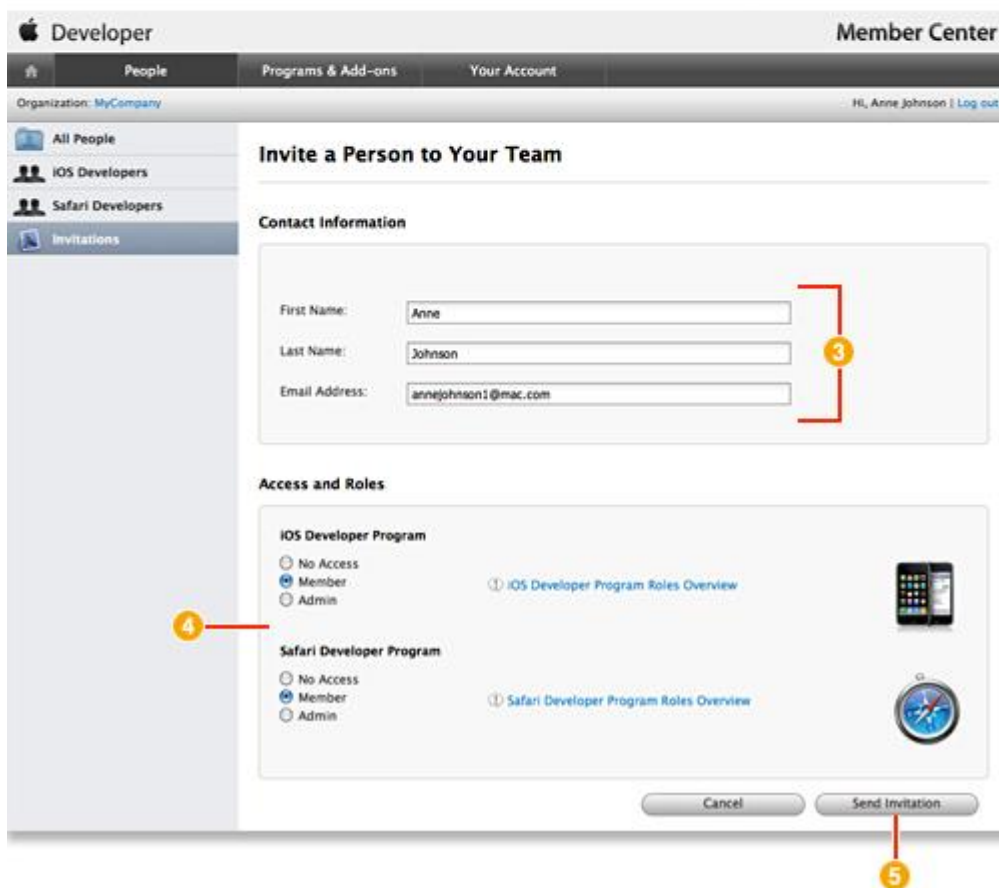 Developer
Member Center
People Programs & Add-ons Your Account
Organization: MyCompany
Hi, Anne Johnson | Log out
All People
iOS Developers
Safari Developers
Invitations
Invite a Person to Your Team
Contact Information
First Name: Anne
Last Name: Johnson
Email Address: annejohnson1@mac.com
3
Access and Roles
iOS Developer Program
No Access
Member
Admin
iOS Developer Program Roles Overview
4
Safari Developer Program
No Access
Member
Admin
Safari Developer Program Roles Overview
Cancel Send Invitation
5